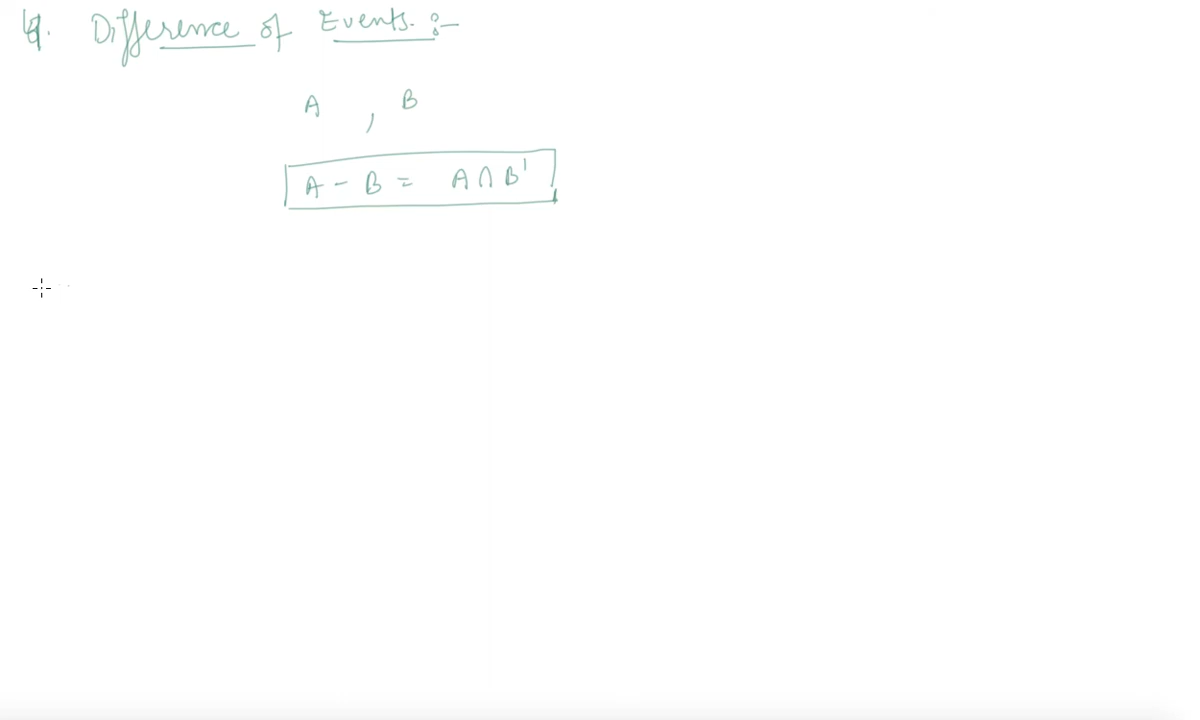 4. Difference of Events :-
A , B
A - B = A ∩ B'